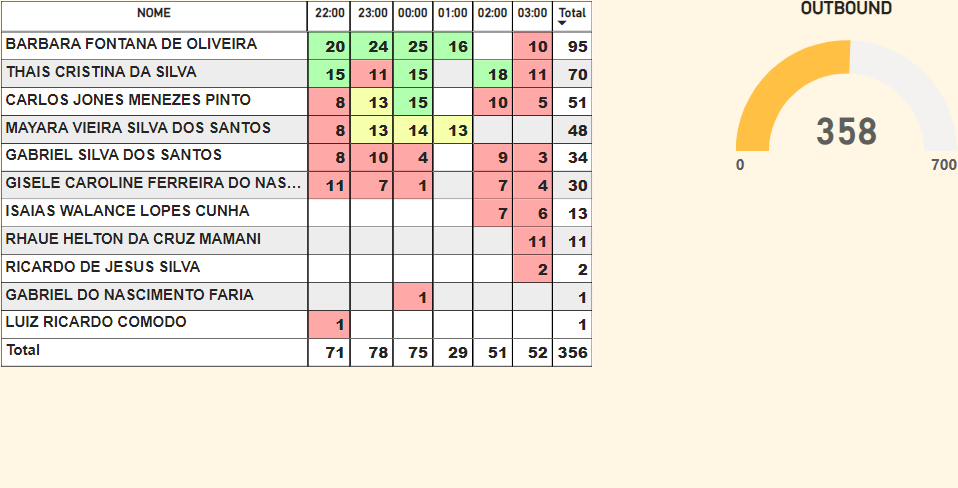 NOME 22:00 23:00 00:00 01:00 02:00 03:00 Total
BARBARA FONTANA DE OLIVEIRA 20 24 25 16 10 95
THAIS CRISTINA DA SILVA 15 11 15 18 11 70
CARLOS JONES MENEZES PINTO 8 13 15 10 5 51
MAYARA VIEIRA SILVA DOS SANTOS 8 13 14 13 48
GABRIEL SILVA DOS SANTOS 8 10 4 9 3 34
GISELE CAROLINE FERREIRA DO NAS... 11 7 1 7 4 30
ISAIAS WALANCE LOPES CUNHA 7 6 13
RHAUE HELTON DA CRUZ MAMANI 11 11
RICARDO DE JESUS SILVA 2 2
GABRIEL DO NASCIMENTO FARIA 1 1
LUIZ RICARDO COMODO 1 1
Total 71 78 75 29 51 52 356
OUTBOUND
358
0 700